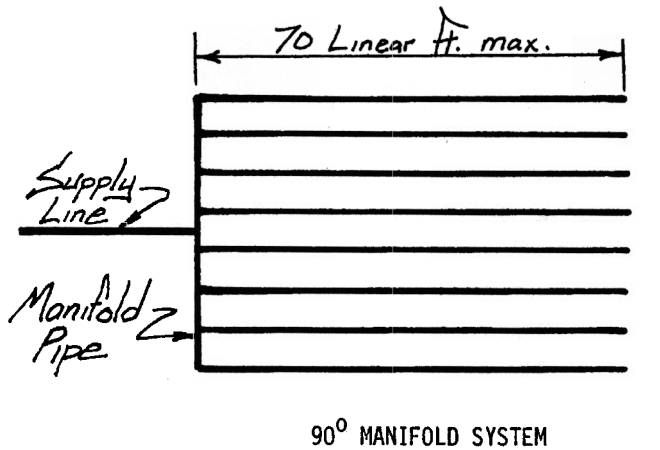 70 Linear ft. max.
Supply
Line
Manifold
Pipe
90° MANIFOLD SYSTEM